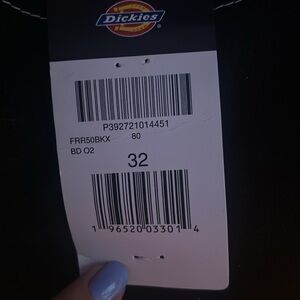 Dickies
P392721014451
FRR50BKX 80
BD O2
32
1 96520 03301 4